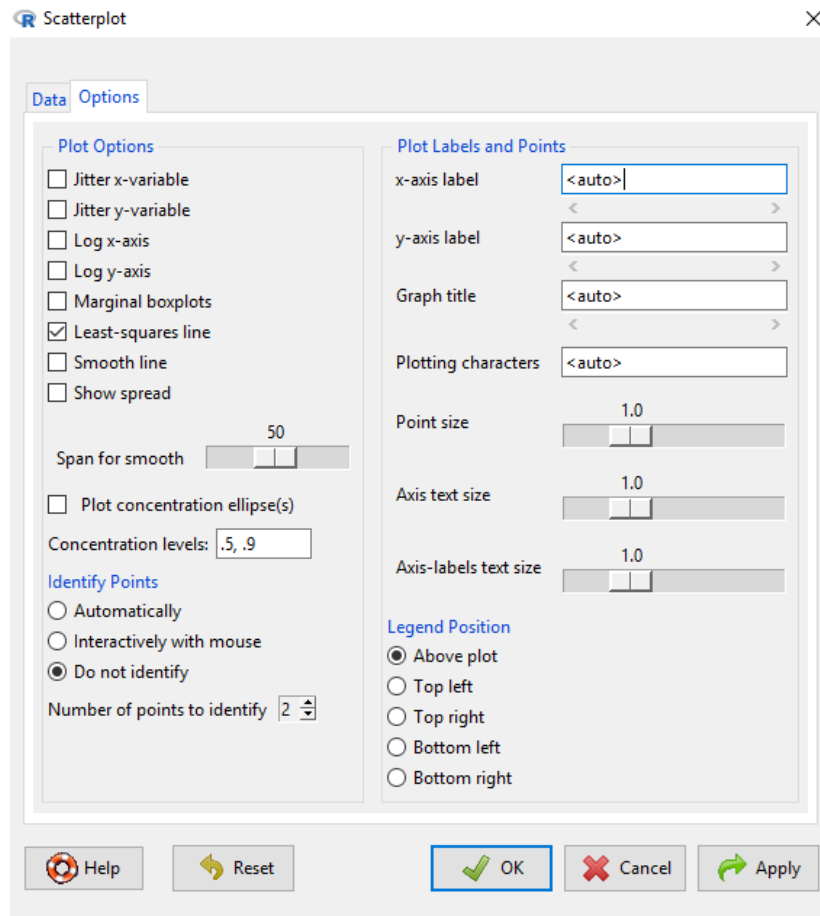 Scatterplot
Data
Options
Plot Options
Jitter x-variable
Jitter y-variable
Log x-axis
Log y-axis
Marginal boxplots
Least-squares line
Smooth line
Show spread
50
Span for smooth
Plot concentration ellipse(s)
Concentration levels: .5, .9
Identify Points
Automatically
Interactively with mouse
Do not identify
Number of points to identify 2
Plot Labels and Points
x-axis label <auto>
y-axis label <auto>
Graph title <auto>
Plotting characters <auto>
1.0
Point size
1.0
Axis text size
1.0
Axis-labels text size
Legend Position
Above plot
Top left
Top right
Bottom left
Bottom right
Help
Reset
OK
Cancel
Apply